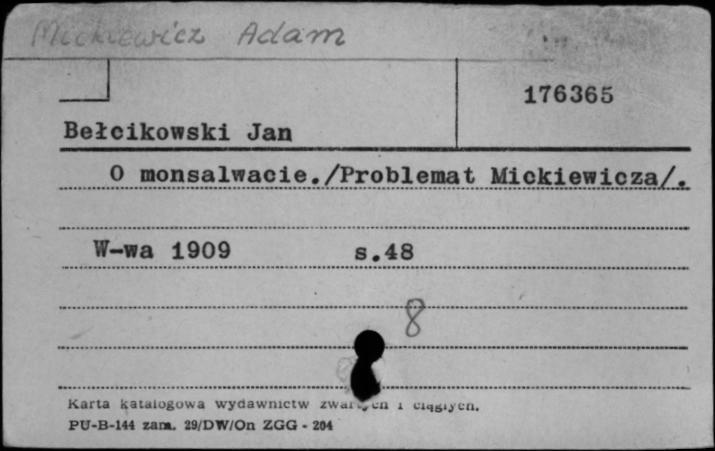 Mickiewicz Adam
176365
Bełcikowski Jan
O monsalwacie./Problemat Mickiewicza/.
W-wa 1909 s.48
8
Karta katalogowa wydawnictw zwartych i ciągłych.
PU-B-144 zam. 29/DW/On ZGG - 204